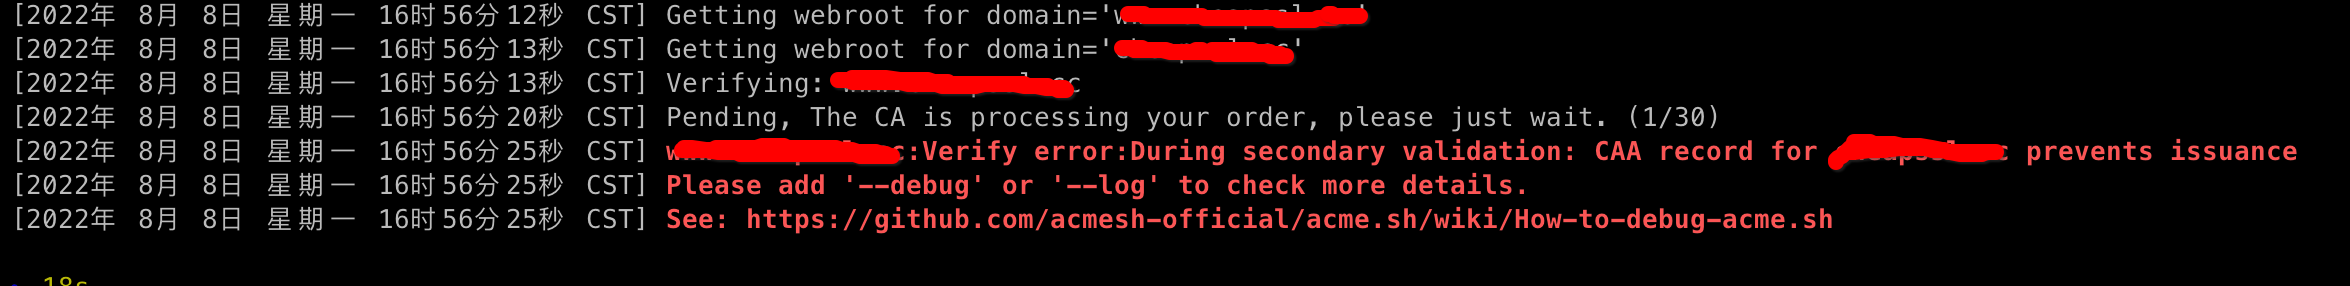 [2022年 8月 8日 星期一 16时56分12秒 CST] Getting webroot for domain='
[2022年 8月 8日 星期一 16时56分13秒 CST] Getting webroot for domain=' '
[2022年 8月 8日 星期一 16时56分13秒 CST] Verifying:
[2022年 8月 8日 星期一 16时56分20秒 CST] Pending, The CA is processing your order, please just wait. (1/30)
[2022年 8月 8日 星期一 16时56分25秒 CST] :Verify error:During secondary validation: CAA record for prevents issuance
[2022年 8月 8日 星期一 16时56分25秒 CST] Please add '--debug' or '--log' to check more details.
[2022年 8月 8日 星期一 16时56分25秒 CST] See: https://github.com/acmesh-official/acme.sh/wiki/How-to-debug-acme.sh
18s